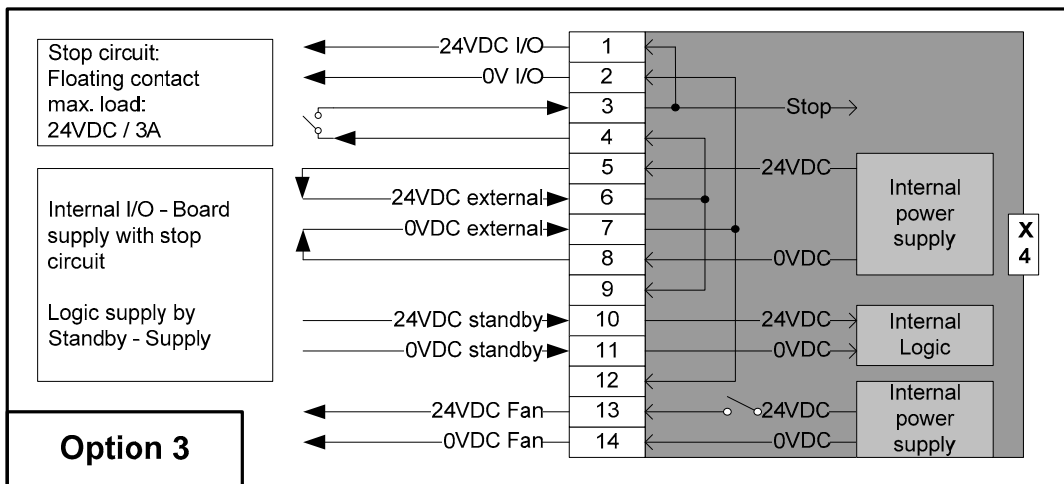 Stop circuit:
Floating contact
max. load:
24VDC / 3A
Internal I/O - Board
supply with stop
circuit
Logic supply by
Standby - Supply
Option 3
24VDC I/O
1
0V I/O
2
3
Stop
4
5
24VDC
24VDC external
6
0VDC external
7
8
0VDC
9
24VDC standby
10
24VDC
0VDC standby
11
0VDC
12
24VDC Fan
13
24VDC
0VDC Fan
14
0VDC
Internal
power
supply
Internal
Logic
Internal
power
supply
X
4